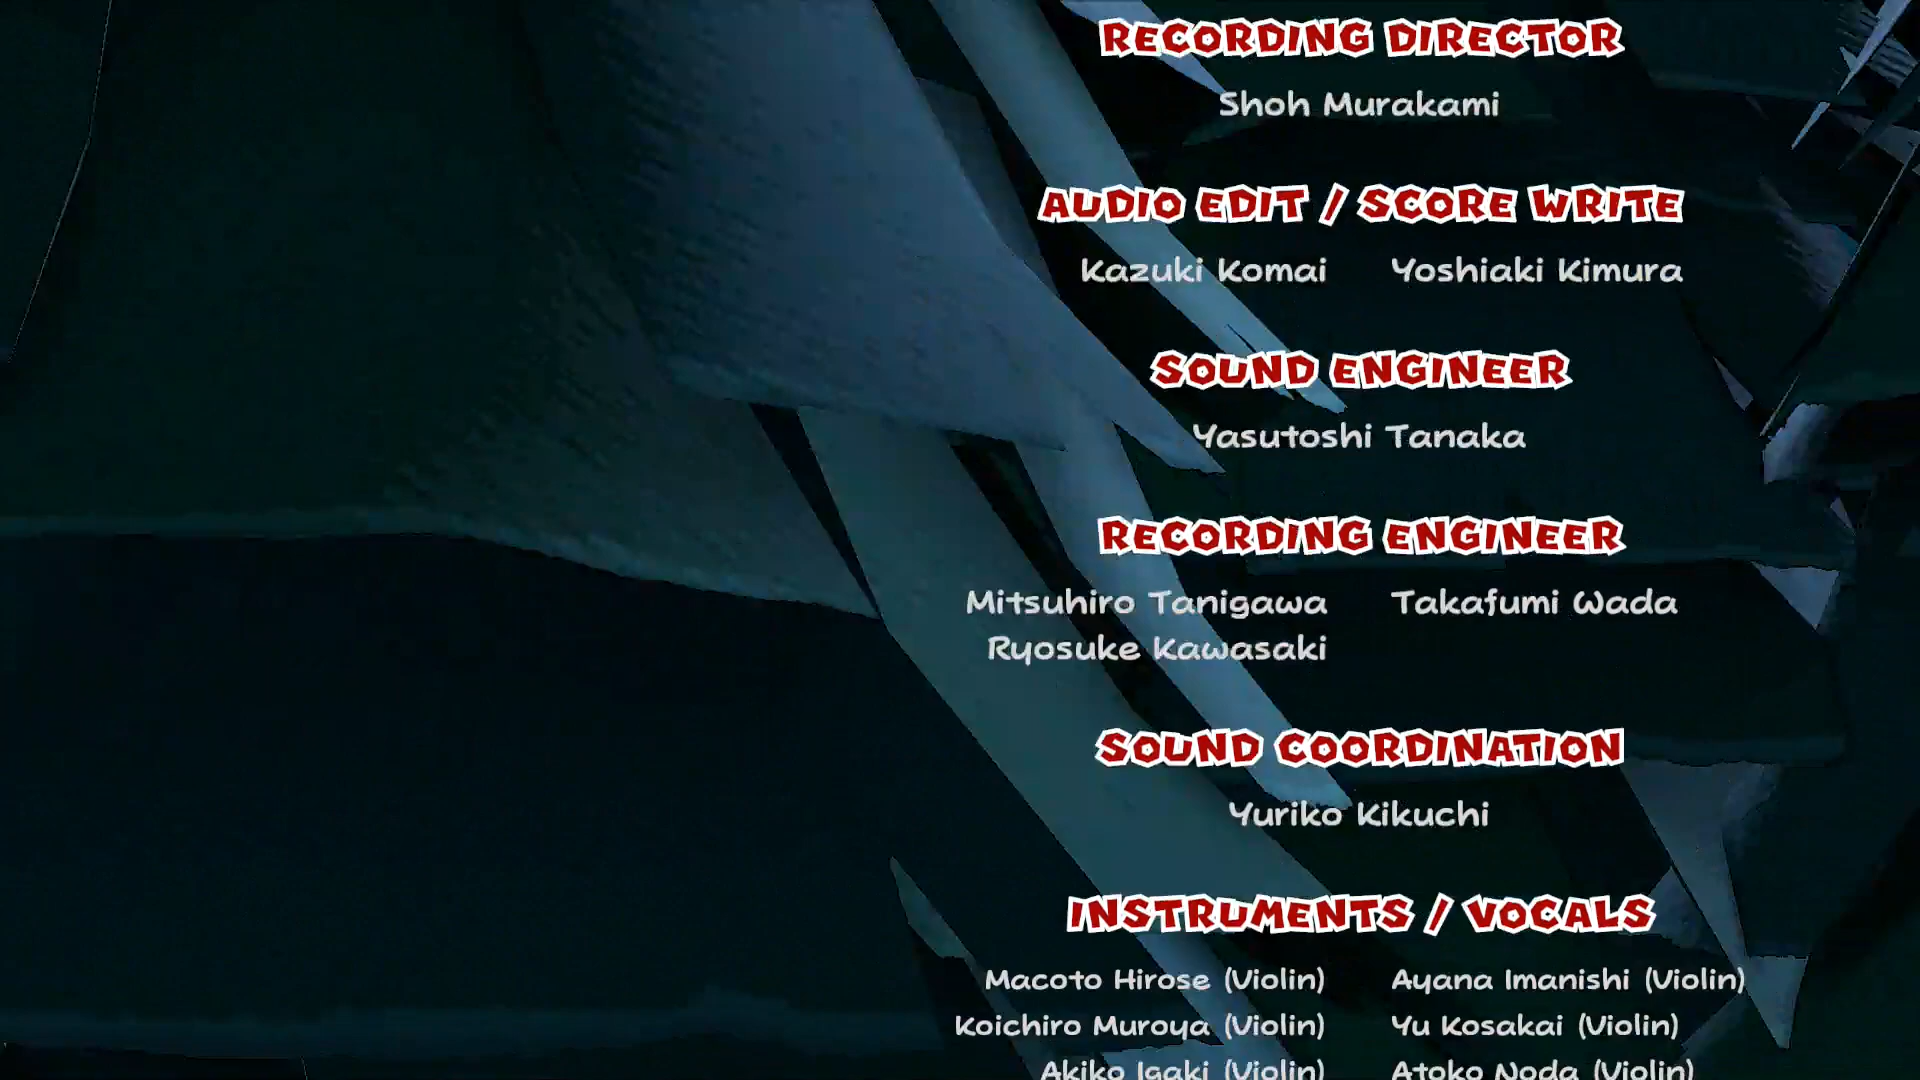 RECORDING DIRECTOR
Shoh Murakami
AUDIO EDIT / SCORE WRITE
Kazuki Komai Yoshiaki Kimura
SOUND ENGINEER
Yasutoshi Tanaka
RECORDING ENGINEER
Mitsuhiro Tanigawa Takafumi Wada
Ryosuke Kawasaki
SOUND COORDINATION
Yuriko Kikuchi
INSTRUMENTS / VOCALS
Macoto Hirose (Violin) Ayana Imanishi (Violin)
Koichiro Muroya (Violin) Yu Kosakai (Violin)
Akiko Igaki (Violin) Atoko Noda (Violin)